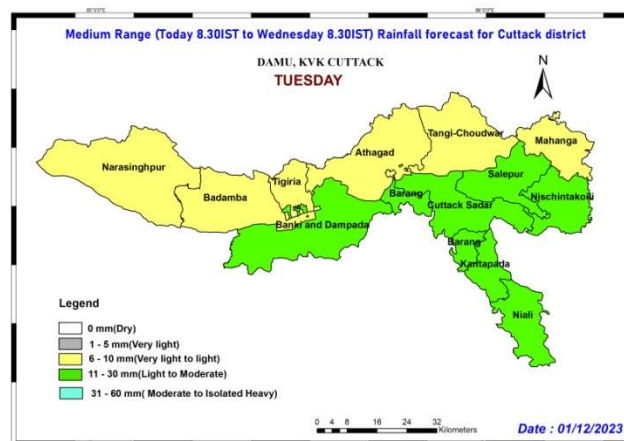 Medium Range (Today 8.30IST to Wednesday 8.30IST) Rainfall forecast for Cuttack district
DAMU, KVK CUTTACK
TUESDAY
N
Tangi-Choudwar
Mahanga
Athagad
Narasinghpur
Salepur
Tigiria
Badamba
Barang
Nischintakoili
Cuttack Sadar
Banki and Dampada
Barang
Kantapada
Niali
Legend
0 mm(Dry)
1 - 5 mm(Very light)
6 - 10 mm(Very light to light)
11 - 30 mm(Light to Moderate)
31 - 60 mm( Moderate to Isolated Heavy)
0 4 8 16 24 32
Kilometers
Date : 01/12/2023